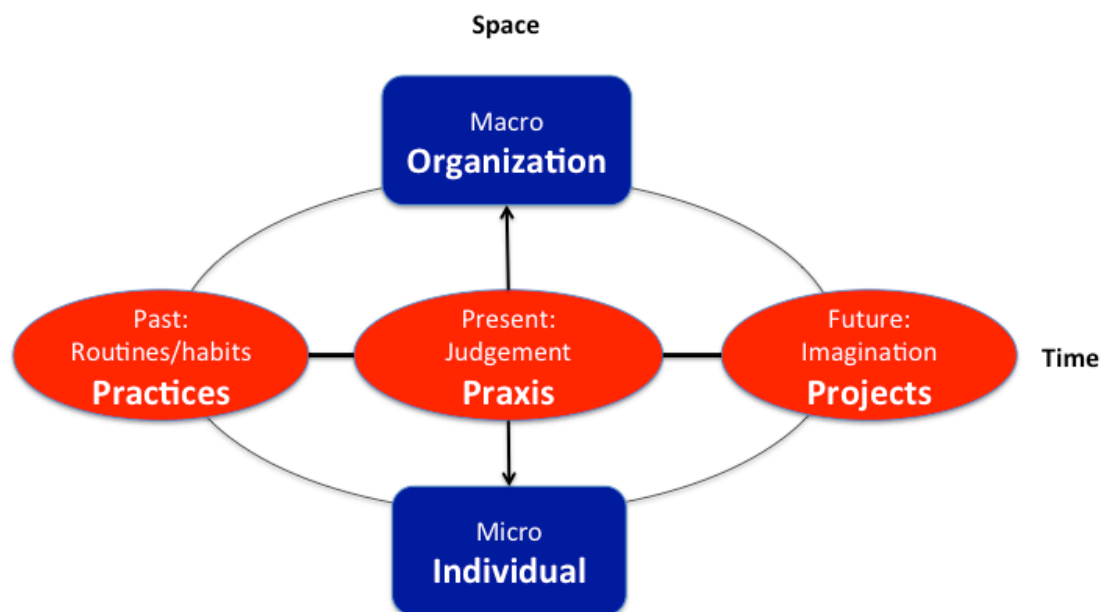 Space
Macro
Organization
Past:
Routines/habits
Practices
Present:
Judgement
Praxis
Future:
Imagination
Projects
Time
Micro
Individual